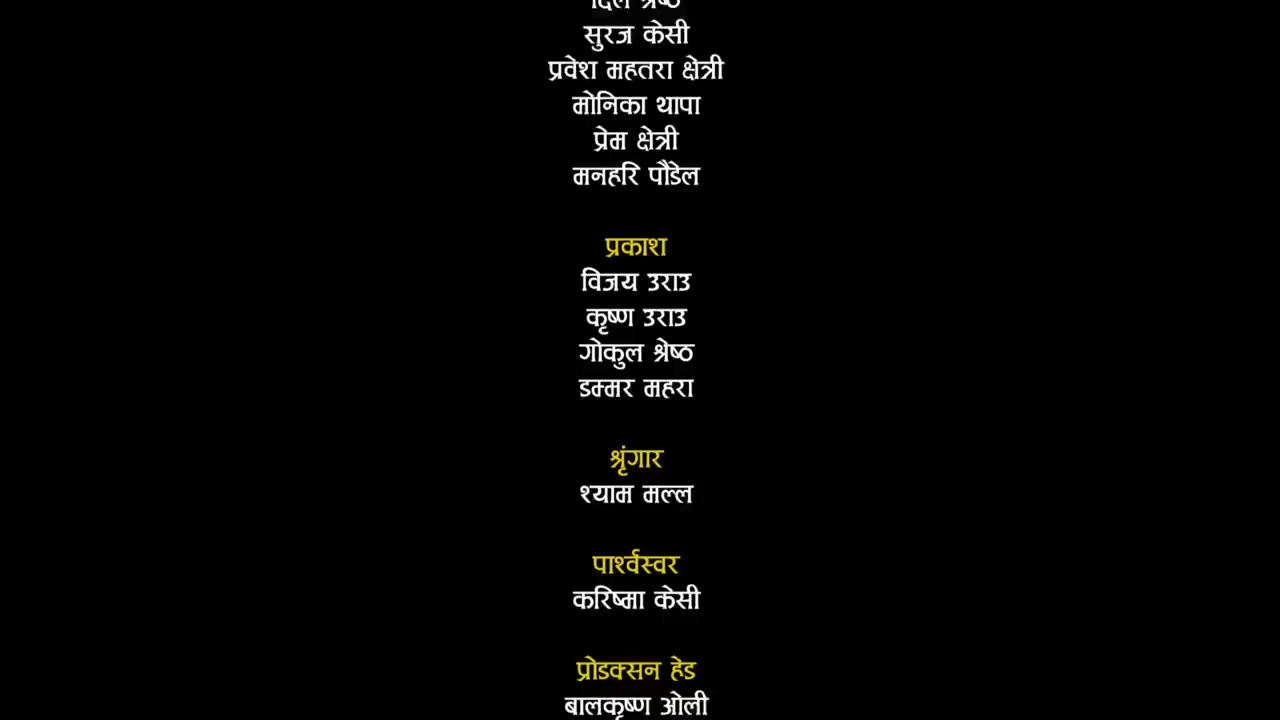 दिल श्रेष्ठ
सुरज केसी
प्रवेश महतरा क्षेत्री
मोनिका थापा
प्रेम क्षेत्री
मनहरि पौडेल
प्रकाश
विजय उराउ
कृष्ण उराउ
गोकुल श्रेष्ठ
डम्मर महरा
श्रृंगार
श्याम मल्ल
पार्श्वस्वर
करिष्मा केसी
प्रोडक्सन हेड
बालकृष्ण ओली